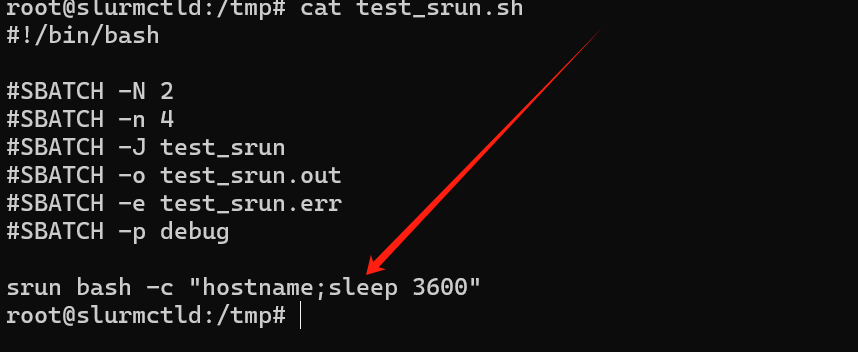 root@slurmctld:/tmp# cat test_srun.sh
#!/bin/bash
#SBATCH -N 2
#SBATCH -n 4
#SBATCH -J test_srun
#SBATCH -o test_srun.out
#SBATCH -e test_srun.err
#SBATCH -p debug
srun bash -c "hostname;sleep 3600"
root@slurmctld:/tmp#